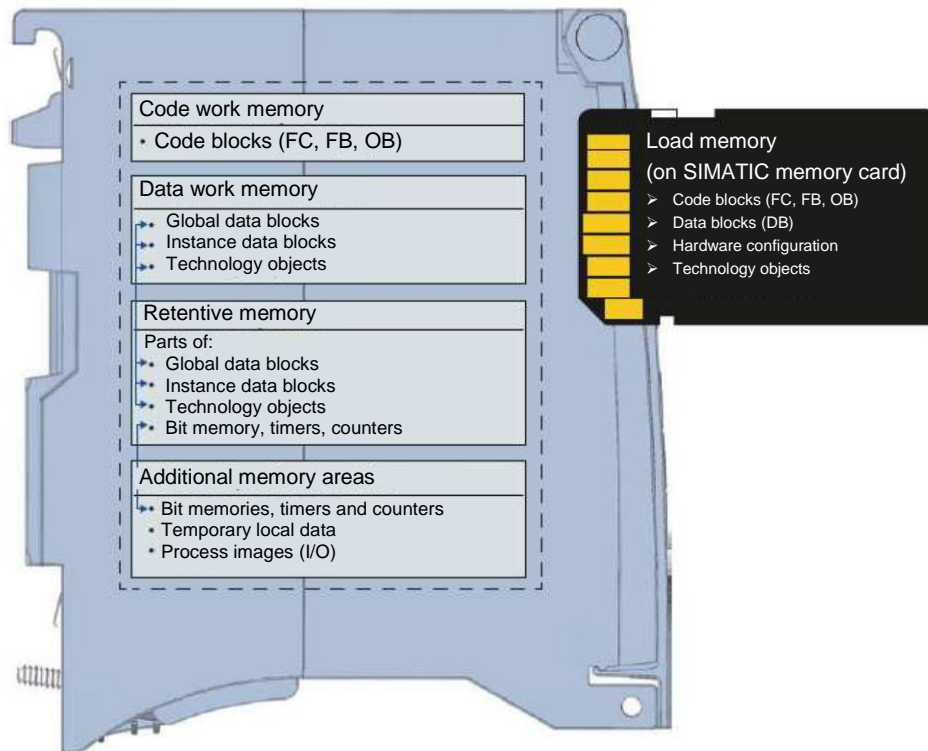 Code work memory
• Code blocks (FC, FB, OB)
Data work memory
• Global data blocks
• Instance data blocks
• Technology objects
Retentive memory
Parts of:
• Global data blocks
• Instance data blocks
• Technology objects
• Bit memory, timers, counters
Additional memory areas
• Bit memories, timers and counters
• Temporary local data
• Process images (I/O)
Load memory
(on SIMATIC memory card)
➢ Code blocks (FC, FB, OB)
➢ Data blocks (DB)
➢ Hardware configuration
➢ Technology objects